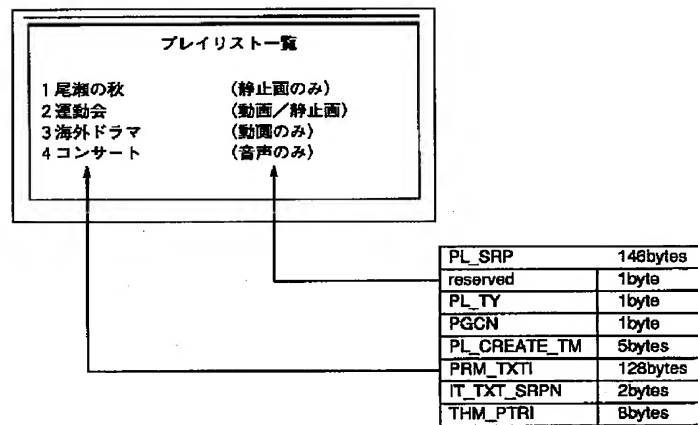 プレイリスト一覧
1 尾瀬の秋 (静止画のみ)
2 運動会 (動画／静止画)
3 海外ドラマ (動画のみ)
4 コンサート (音声のみ)
PL_SRP 146bytes
reserved 1byte
PL_TY 1byte
PGCN 1byte
PL_CREATE_TM 5bytes
PRM_TXTI 128bytes
IT_TXT_SRPN 2bytes
THM_PTRI 8bytes